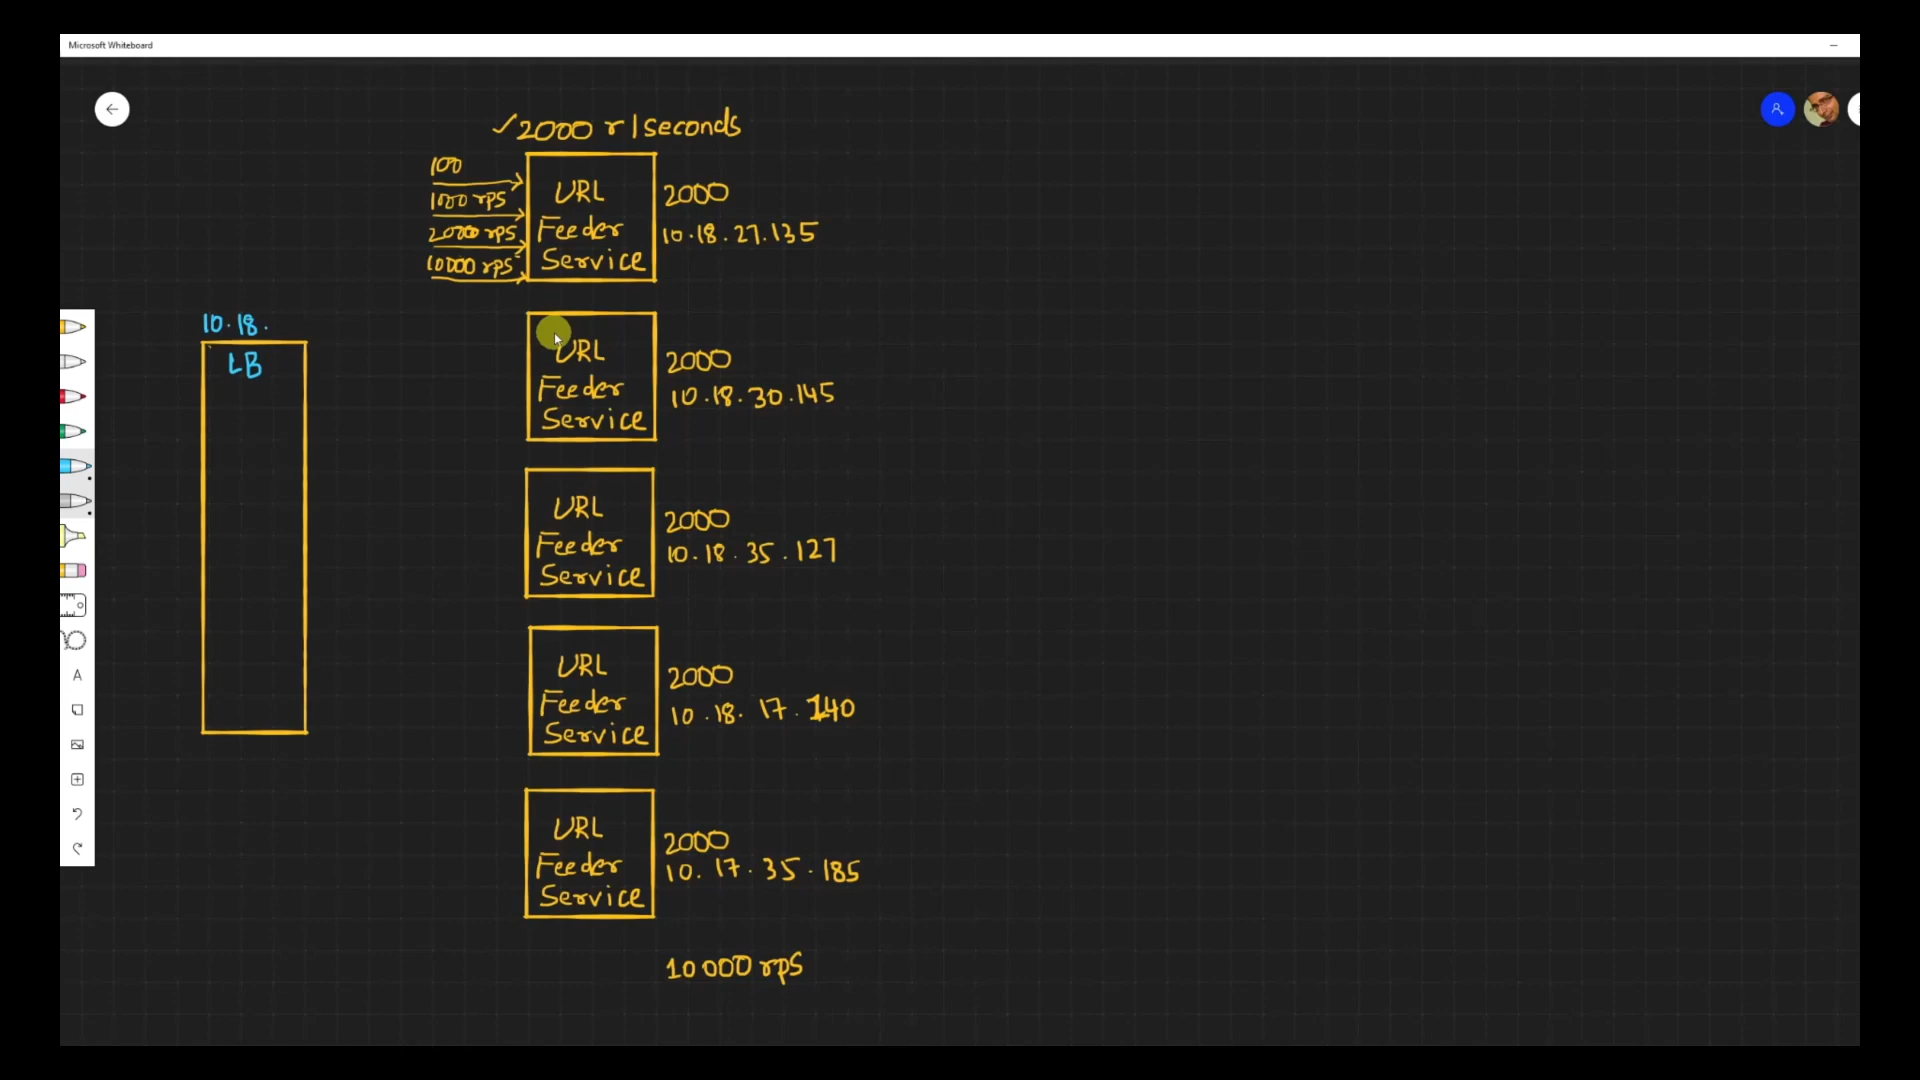 Microsoft Whiteboard
✓2000 r/seconds
100
1000 rps
2000 rps
10000 rps
URL
Feeder
Service
2000
10.18.27.135
10.18.
LB
URL
Feeder
Service
2000
10.18.30.145
URL
Feeder
Service
2000
10.18.35.127
URL
Feeder
Service
2000
10.18.17.140
URL
Feeder
Service
2000
10.17.35.185
10000 rps
A